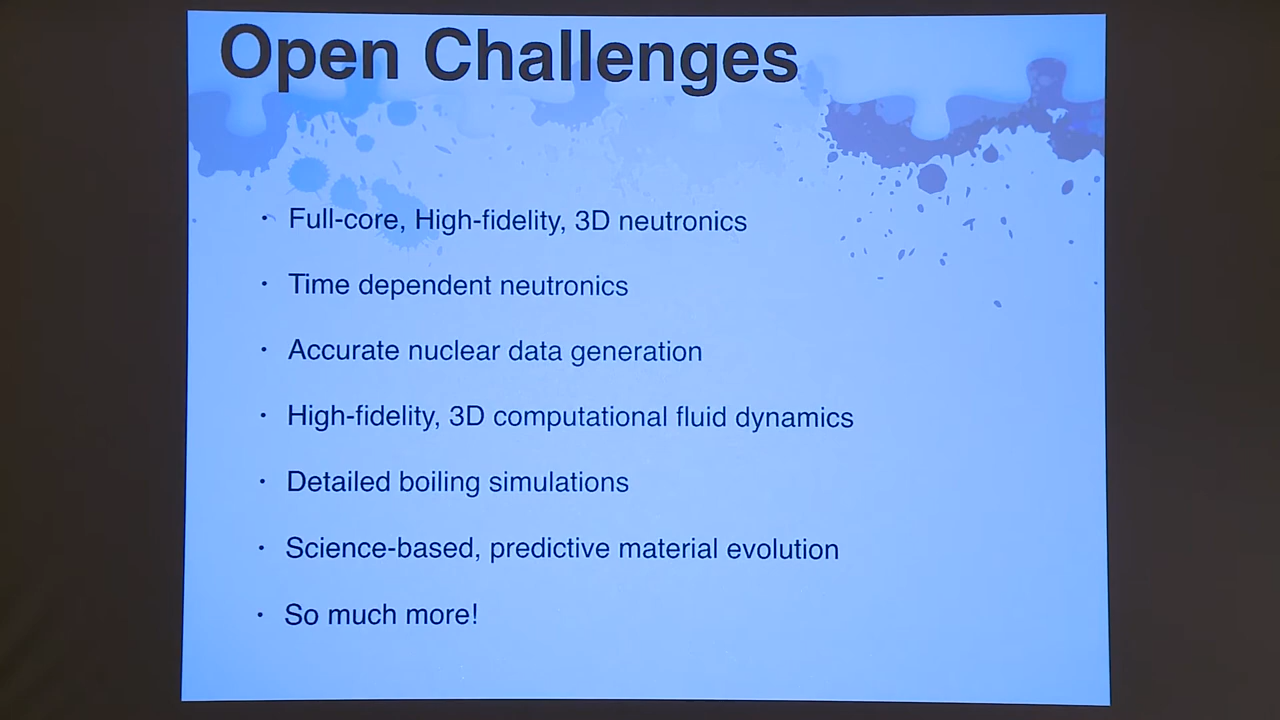 Open Challenges
· Full-core, High-fidelity, 3D neutronics
· Time dependent neutronics
· Accurate nuclear data generation
· High-fidelity, 3D computational fluid dynamics
· Detailed boiling simulations
· Science-based, predictive material evolution
· So much more!